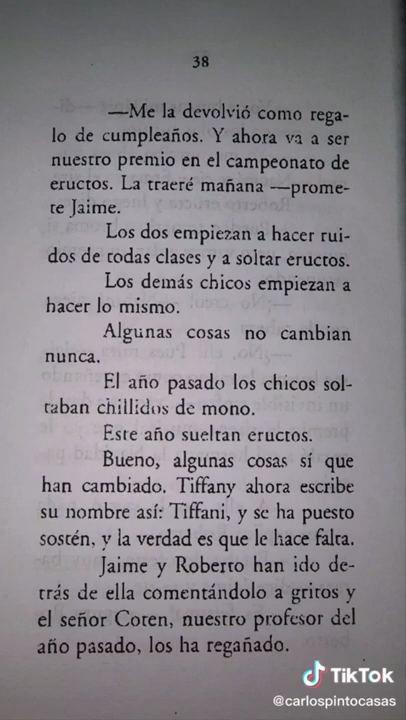 38
—Me la devolvió como rega-
lo de cumpleaños. Y ahora va a ser
nuestro premio en el campeonato de
eructos. La traeré mañana —prome-
te Jaime.
Los dos empiezan a hacer rui-
dos de todas clases y a soltar eructos.
Los demás chicos empiezan a
hacer lo mismo.
Algunas cosas no cambian
nunca.
El año pasado los chicos sol-
taban chillidos de mono.
Este año sueltan eructos.
Bueno, algunas cosas sí que
han cambiado. Tiffany ahora escribe
su nombre así: Tiffani, y se ha puesto
sostén, y la verdad es que le hace falta.
Jaime y Roberto han ido de-
trás de ella comentándolo a gritos y
el señor Coten, nuestro profesor del
año pasado, los ha regañado.
TikTok
@carlospintocasas